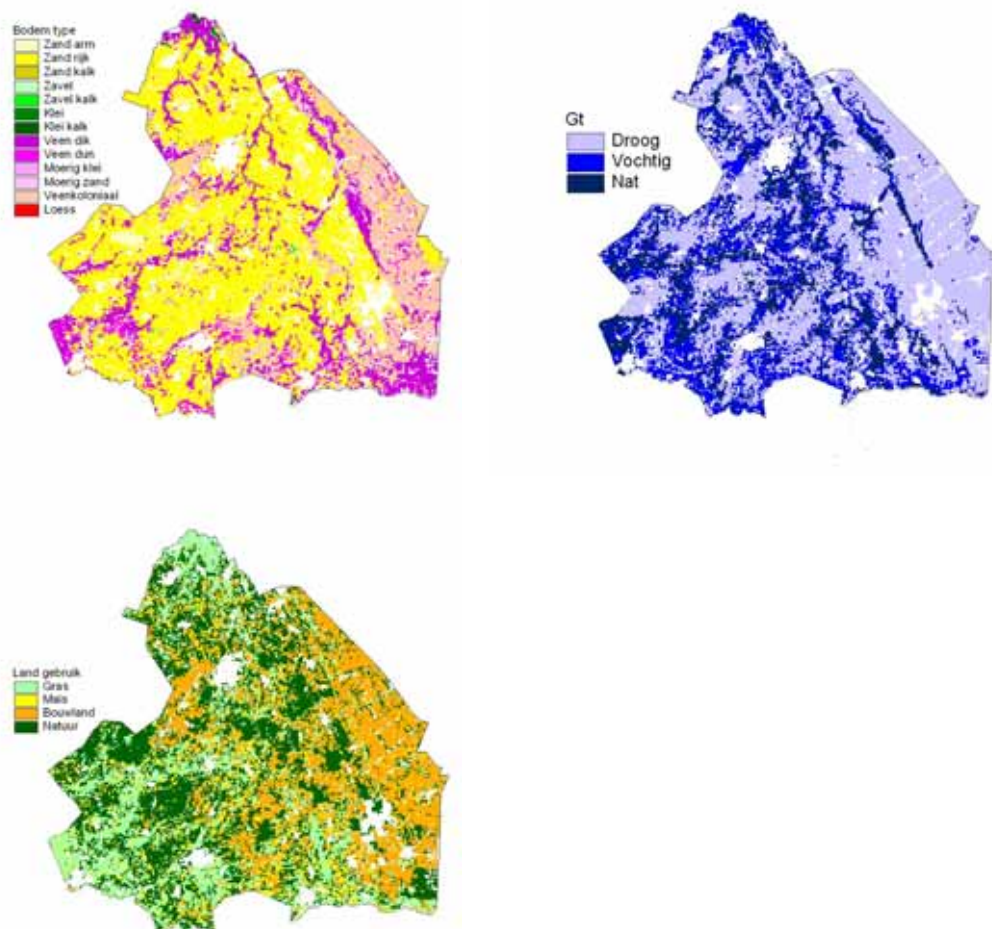 Bodem type
Zand arm
Zand rijk
Zand kalk
Zavel
Zavel kalk
Klei
Klei kalk
Veen dik
Veen dun
Moerig klei
Moerig zand
Veenkoloniaal
Loess
Gt
Droog
Vochtig
Nat
Land gebruik
Gras
Mais
Bouwland
Natuur